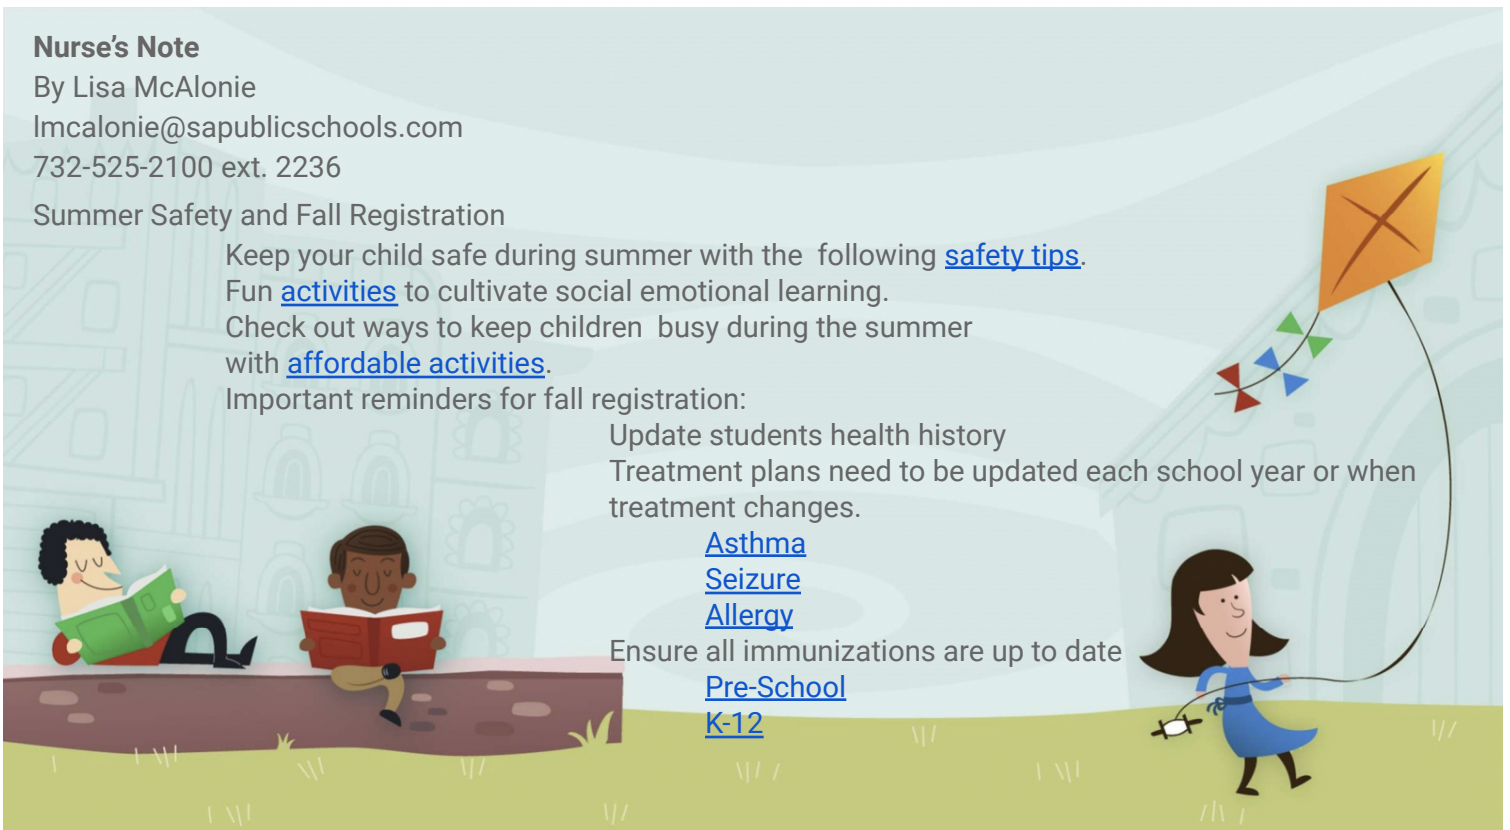 Nurse’s Note
By Lisa McAlonie
lmcalonie@sapublicschools.com
732-525-2100 ext. 2236
Summer Safety and Fall Registration
Keep your child safe during summer with the  following safety tips.
Fun activities to cultivate social emotional learning.
Check out ways to keep children  busy during the summer
with affordable activities.
Important reminders for fall registration:
Update students health history
Treatment plans need to be updated each school year or when
treatment changes.
Asthma
Seizure
Allergy
Ensure all immunizations are up to date
Pre-School
K-12